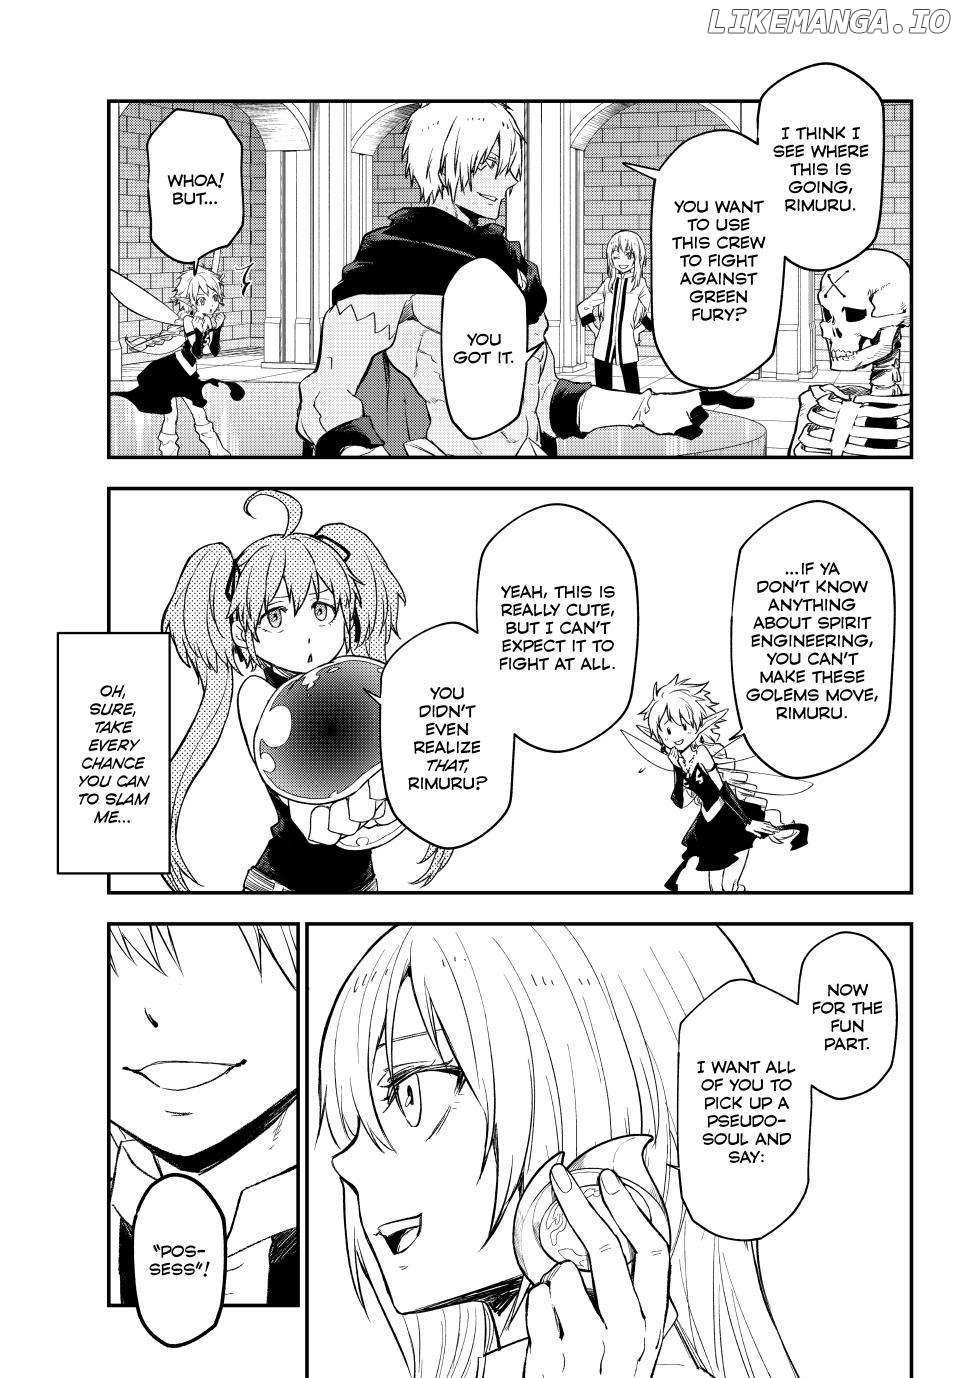 LIKEMANGA.IO
I THINK I
SEE WHERE
THIS IS
GOING,
RIMURU.
YOU WANT
TO USE
THIS CREW
TO FIGHT
AGAINST
GREEN
FURY?
YOU
GOT IT.
WHOA!
BUT...
...IF YA
DON'T KNOW
ANYTHING
ABOUT SPIRIT
ENGINEERING,
YOU CAN'T
MAKE THESE
GOLEMS MOVE,
RIMURU.
YEAH, THIS IS
REALLY CUTE,
BUT I CAN'T
EXPECT IT TO
FIGHT AT ALL.
YOU
DIDN'T
EVEN
REALIZE
THAT,
RIMURU?
OH,
SURE,
TAKE
EVERY
CHANCE
YOU CAN
TO SLAM
ME...
NOW
FOR THE
FUN
PART.
I WANT ALL
OF YOU TO
PICK UP A
PSEUDO-
SOUL AND
SAY:
"POS-
SESS"!